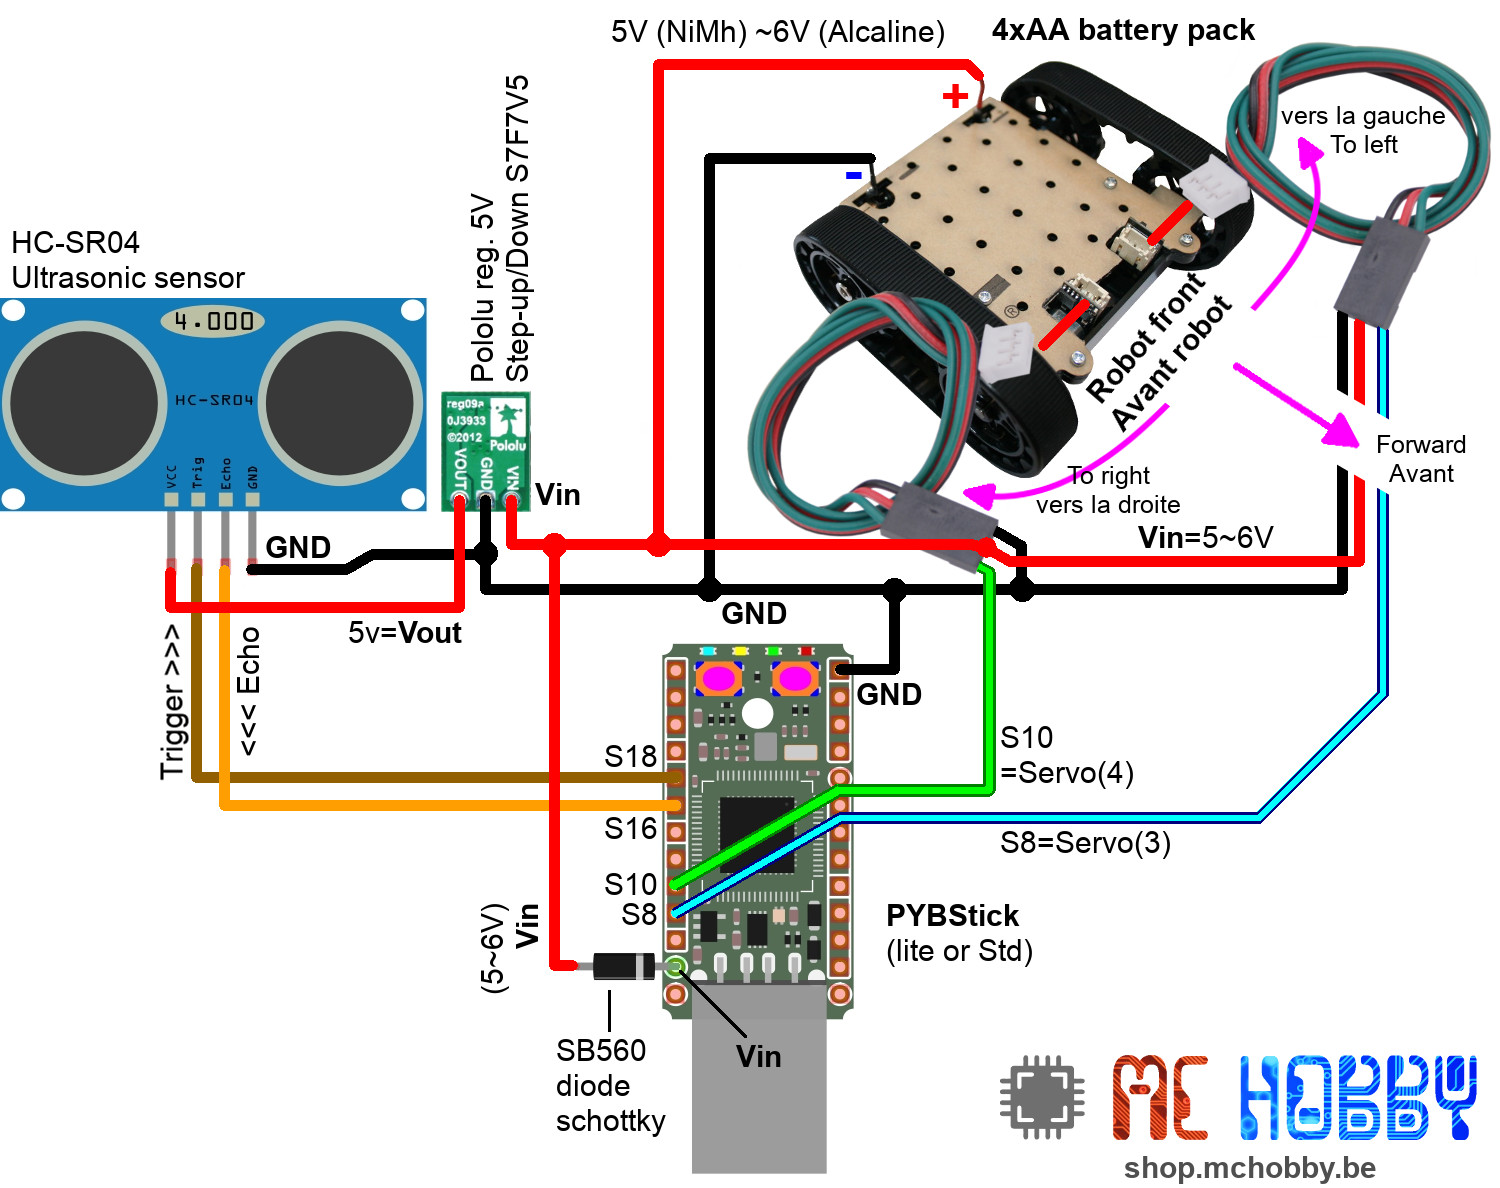 5V (NiMh) ~6V (Alcaline)
4xAA battery pack
+
-
vers la gauche
To left
Pololu reg. 5V
Step-up/Down S7F7V5
HC-SR04
Ultrasonic sensor
4.000
HC-SR04
VCC
Trig
Echo
GND
reg09a
0J3933
©2012
Pololu
VOUT
GND
VIN
Vin
®
Robot front
Avant robot
Forward
Avant
To right
vers la droite
Vin=5~6V
GND
5v=Vout
GND
Trigger >>>
<<< Echo
GND
S18
S16
S10
S8
S10
=Servo(4)
S8=Servo(3)
PYBStick
(lite or Std)
Vin
(5~6V)
SB560
diode
schottky
Vin
MC HOBBY
shop.mchobby.be